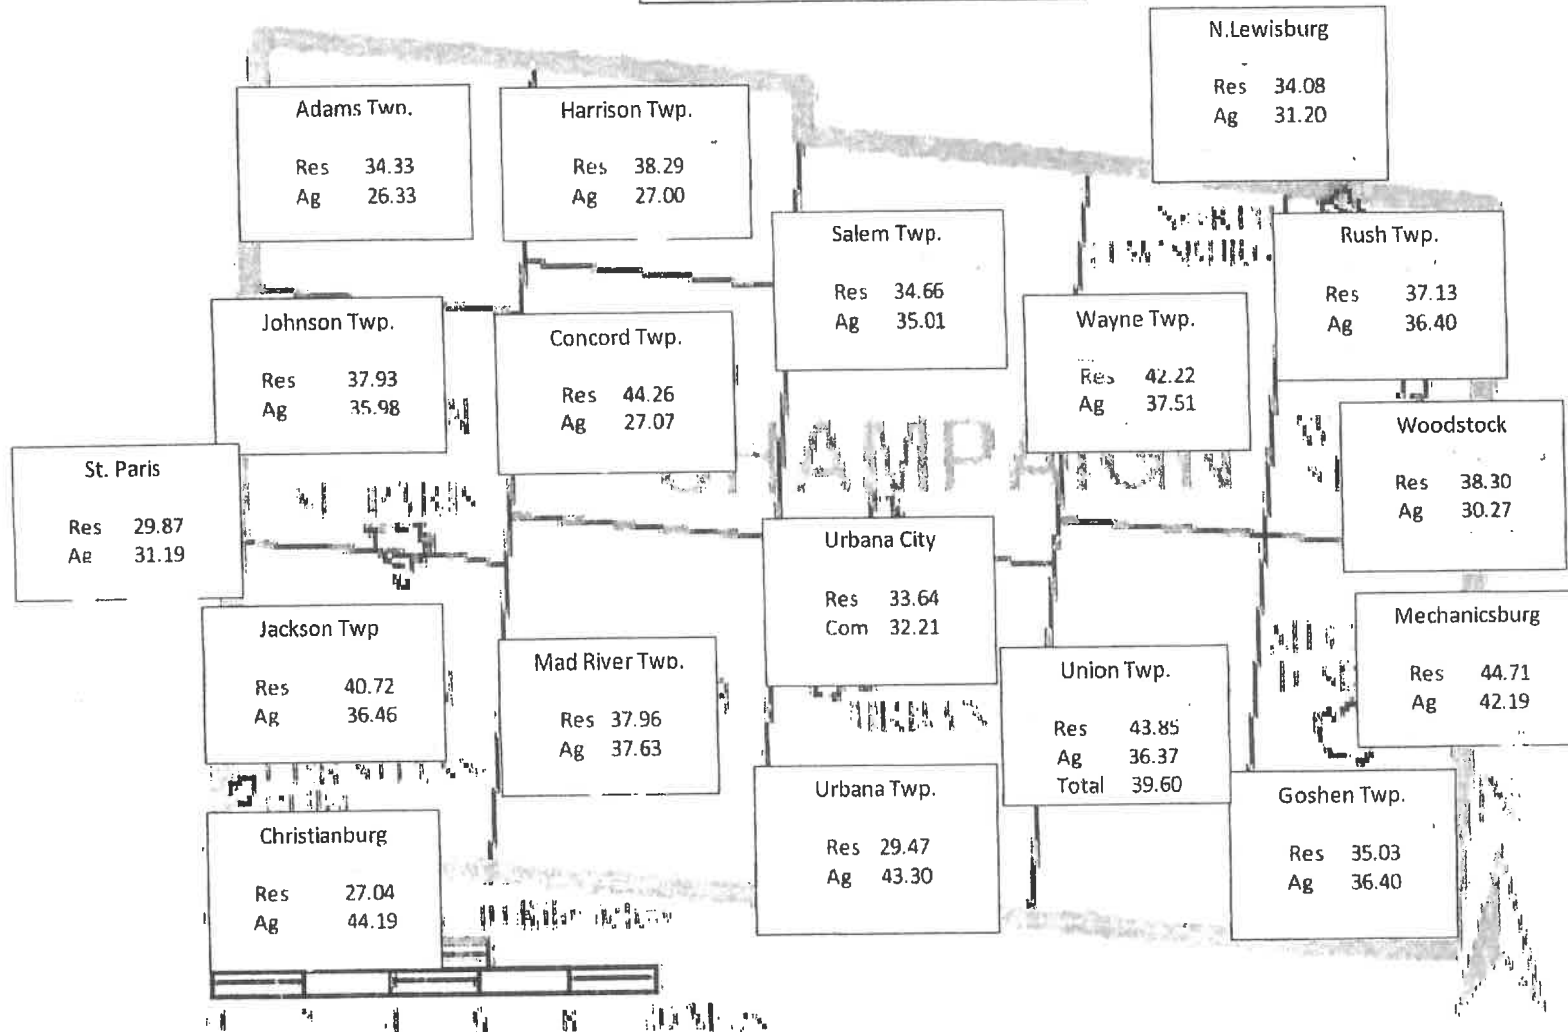 N.Lewisburg
Res 34.08
Ag 31.20
Adams Twp.
Res 34.33
Ag 26.33
Harrison Twp.
Res 38.29
Ag 27.00
Salem Twp.
Res 34.66
Ag 35.01
Rush Twp.
Res 37.13
Ag 36.40
Johnson Twp.
Res 37.93
Ag 35.98
Concord Twp.
Res 44.26
Ag 27.07
Wayne Twp.
Res 42.22
Ag 37.51
Woodstock
Res 38.30
Ag 30.27
St. Paris
Res 29.87
Ag 31.19
Urbana City
Res 33.64
Com 32.21
Jackson Twp
Res 40.72
Ag 36.46
Mad River Twp.
Res 37.96
Ag 37.63
Union Twp.
Res 43.85
Ag 36.37
Total 39.60
Mechanicsburg
Res 44.71
Ag 42.19
Christianburg
Res 27.04
Ag 44.19
Urbana Twp.
Res 29.47
Ag 43.30
Goshen Twp.
Res 35.03
Ag 36.40